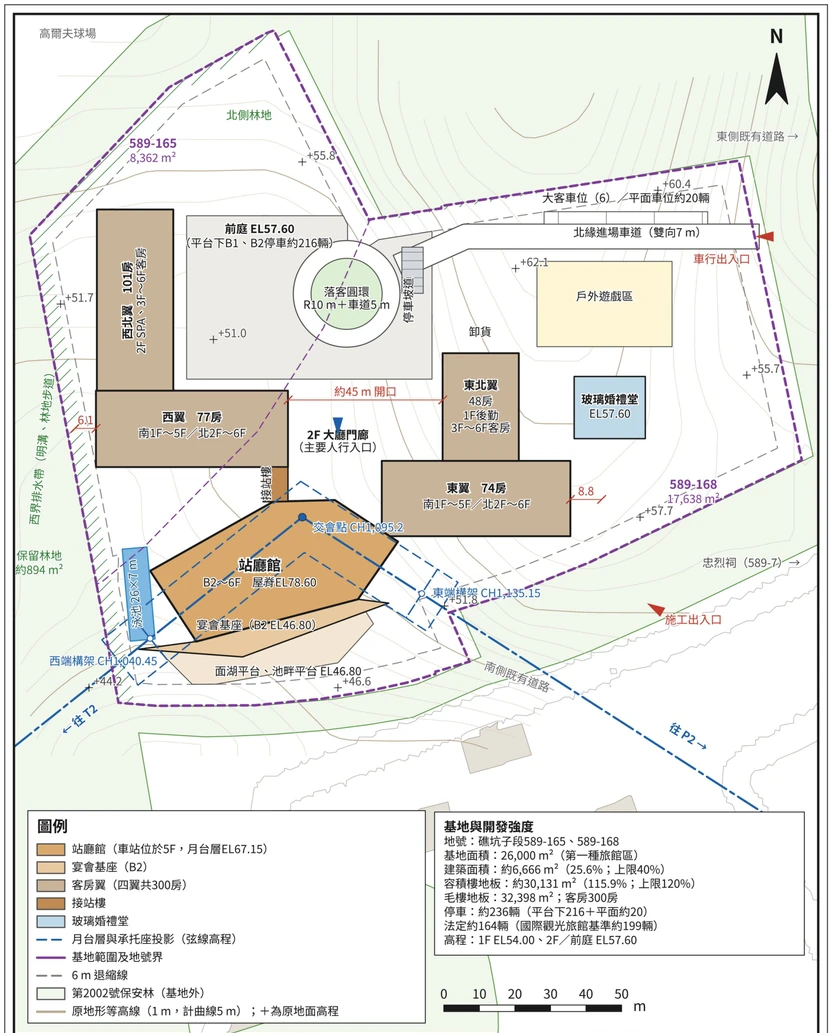 高爾夫球場
N
北側林地
589-165
8,362 m²
+55.8
東側既有道路 →
+60.4
大客車位（6）／平面車位約20輛
前庭 EL57.60
（平台下B1、B2停車約216輛）
北緣進場車道（雙向7 m）
車行出入口
+62.1
西北翼　101房
2F SPA、3F～6F客房
落客圓環
R10 m＋車道5 m
停車坡道
戶外遊戲區
+51.7
+51.0
卸貨
+55.7
約45 m 開口
東北翼
48房
1F後勤
3F～6F客房
玻璃婚禮堂
EL57.60
西翼　77房
南1F～5F／北2F～6F
6.1
2F 大廳門廊
（主要人行入口）
西界排水帶（明溝、林地步道）
接站樓
東翼　74房
南1F～5F／北2F～6F
8.8
589-168
17,638 m²
+57.7
交會點 CH1,095.2
保留林地
約894 m²
泳池 26×7 m
站廳館
B2～6F　屋脊EL78.60
忠烈祠（589-7）→
東端構架 CH1,135.15
+51.8
施工出入口
宴會基座（B2 EL46.80）
西端構架 CH1,040.45
面湖平台、池畔平台 EL46.80
南側既有道路
+44.2
+46.6
←往 T2
往 P2→
圖例
站廳館（車站位於5F，月台層EL67.15）
宴會基座（B2）
客房翼（四翼共300房）
接站樓
玻璃婚禮堂
月台層與承托座投影（弦線高程）
基地範圍及地號界
6 m 退縮線
第2002號保安林（基地外）
原地形等高線（1 m，計曲線5 m）；＋為原地面高程
基地與開發強度
地號：礁坑子段589-165、589-168
基地面積：26,000 m²（第一種旅館區）
建築面積：約6,666 m²（25.6%；上限40%）
容積樓地板：約30,131 m²（115.9%；上限120%）
毛樓地板：32,398 m²；客房300房
停車：約236輛（平台下216＋平面約20）
法定約164輛（國際觀光旅館基準約199輛）
高程：1F EL54.00、2F／前庭 EL57.60
0 10 20 30 40 50 m